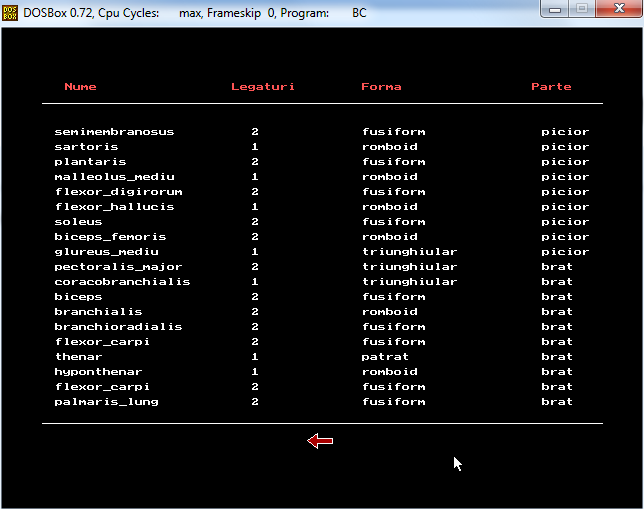 DOS BOX DOSBox 0.72, Cpu Cycles: max, Frameskip 0, Program: BC
Nume Legaturi Forma Parte
semimembranosus 2 fusiform picior
sartoris 1 romboid picior
plantaris 2 fusiform picior
malleolus_mediu 1 romboid picior
flexor_digirorum 2 fusiform picior
flexor_hallucis 1 romboid picior
soleus 2 fusiform picior
biceps_femoris 2 romboid picior
glureus_mediu 1 triunghiular picior
pectoralis_major 2 triunghiular brat
coracobranchialis 1 triunghiular brat
biceps 2 fusiform brat
branchialis 2 romboid brat
branchioradialis 2 fusiform brat
flexor_carpi 2 fusiform brat
thenar 1 patrat brat
hyponthenar 1 romboid brat
flexor_carpi 2 fusiform brat
palmaris_lung 2 fusiform brat